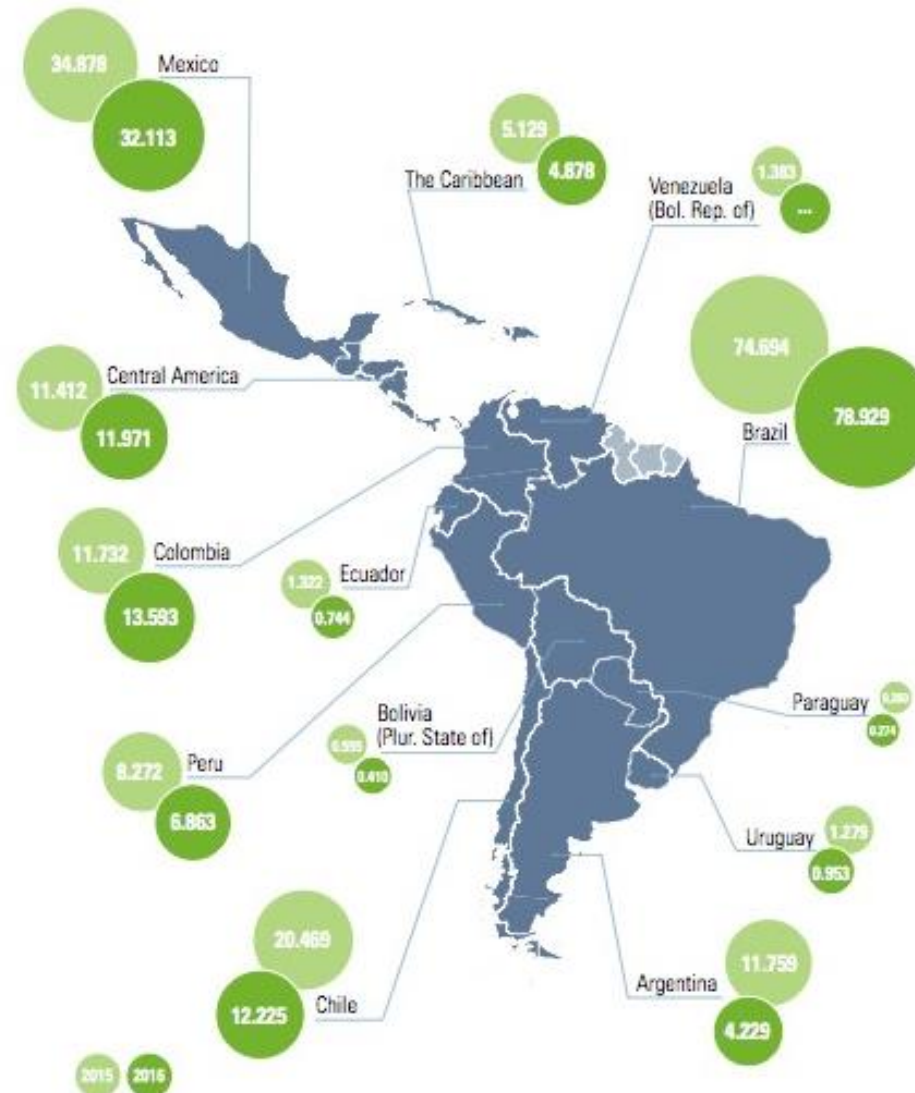 34.878
Mexico
32.113
5.129
The Caribbean
4.878
Venezuela
(Bol. Rep. of)
1.383
...
74.694
Brazil
78.929
11.412
Central America
11.971
11.732
Colombia
13.593
1.322
Ecuador
0.744
Bolivia
(Plur. State of)
0.410
Paraguay
0.274
8.272
Peru
6.863
Uruguay
1.279
0.953
20.469
Chile
12.225
Argentina
11.759
4.229
2015 2016